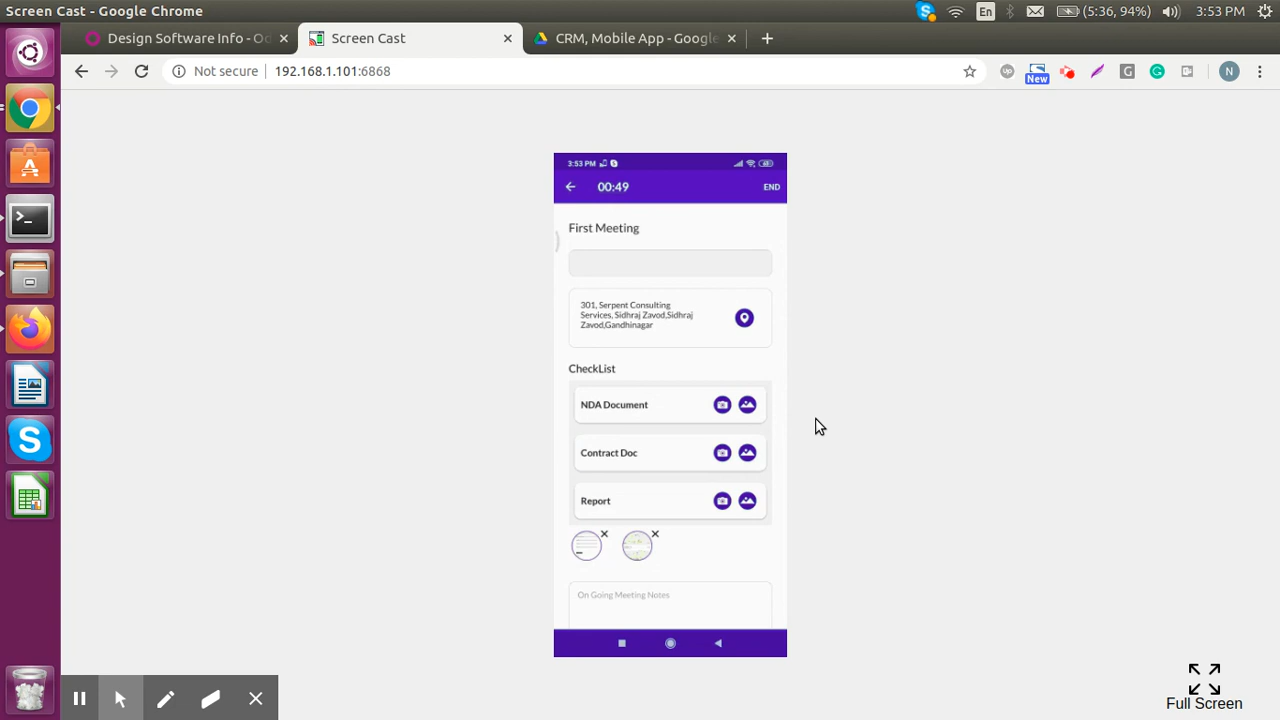 Screen Cast - Google Chrome
En
(5:36, 94%)
3:53 PM
Design Software Info - Od
Screen Cast
CRM, Mobile App - Google
Not secure
192.168.1.101:6868
New
N
3:53 PM
00:49
END
First Meeting
301, Serpent Consulting
Services, Sidhraj Zavod,Sidhraj
Zavod,Gandhinagar
CheckList
NDA Document
Contract Doc
Report
On Going Meeting Notes
Full Screen